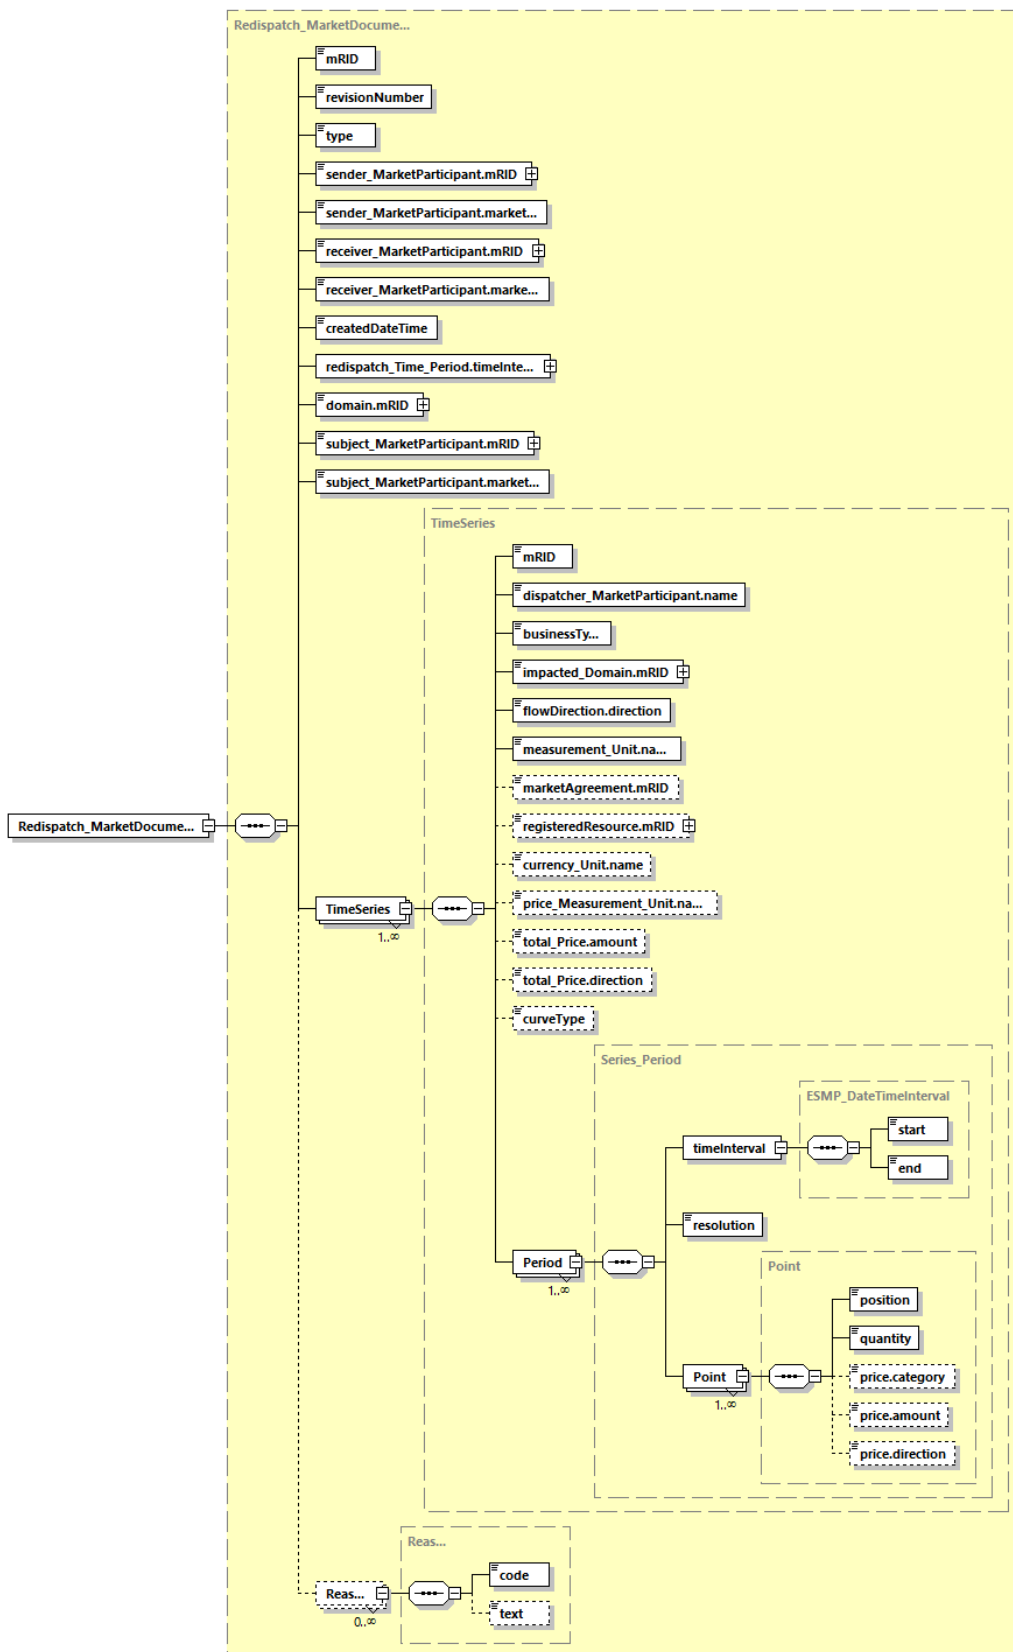 Redispatch_MarketDocume...
mRID
revisionNumber
type
sender_MarketParticipant.mRID
sender_MarketParticipant.market...
receiver_MarketParticipant.mRID
receiver_MarketParticipant.marke...
createdDateTime
redispatch_Time_Period.timeInte...
domain.mRID
subject_MarketParticipant.mRID
subject_MarketParticipant.market...
TimeSeries
mRID
dispatcher_MarketParticipant.name
businessTy...
impacted_Domain.mRID
flowDirection.direction
measurement_Unit.na...
marketAgreement.mRID
Redispatch_MarketDocume...
registeredResource.mRID
currency_Unit.name
price_Measurement_Unit.na...
TimeSeries
1..∞
total_Price.amount
total_Price.direction
curveType
Series_Period
ESMP_DateTimeInterval
start
timeInterval
end
resolution
Period
1..∞
Point
position
quantity
Point
1..∞
price.category
price.amount
price.direction
Reas...
code
Reas...
0..∞
text